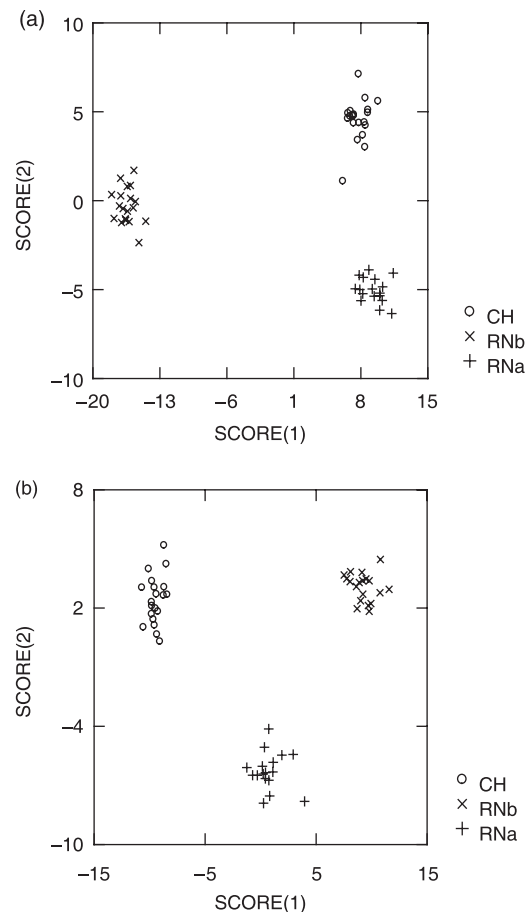 (a)
10
5
0
−5
−10
SCORE(2)
−20 −13 −6 1 8 15
SCORE(1)
CH
RNb
RNa
(b)
8
2
−4
−10
SCORE(2)
−15 −5 5 15
SCORE(1)
CH
RNb
RNa